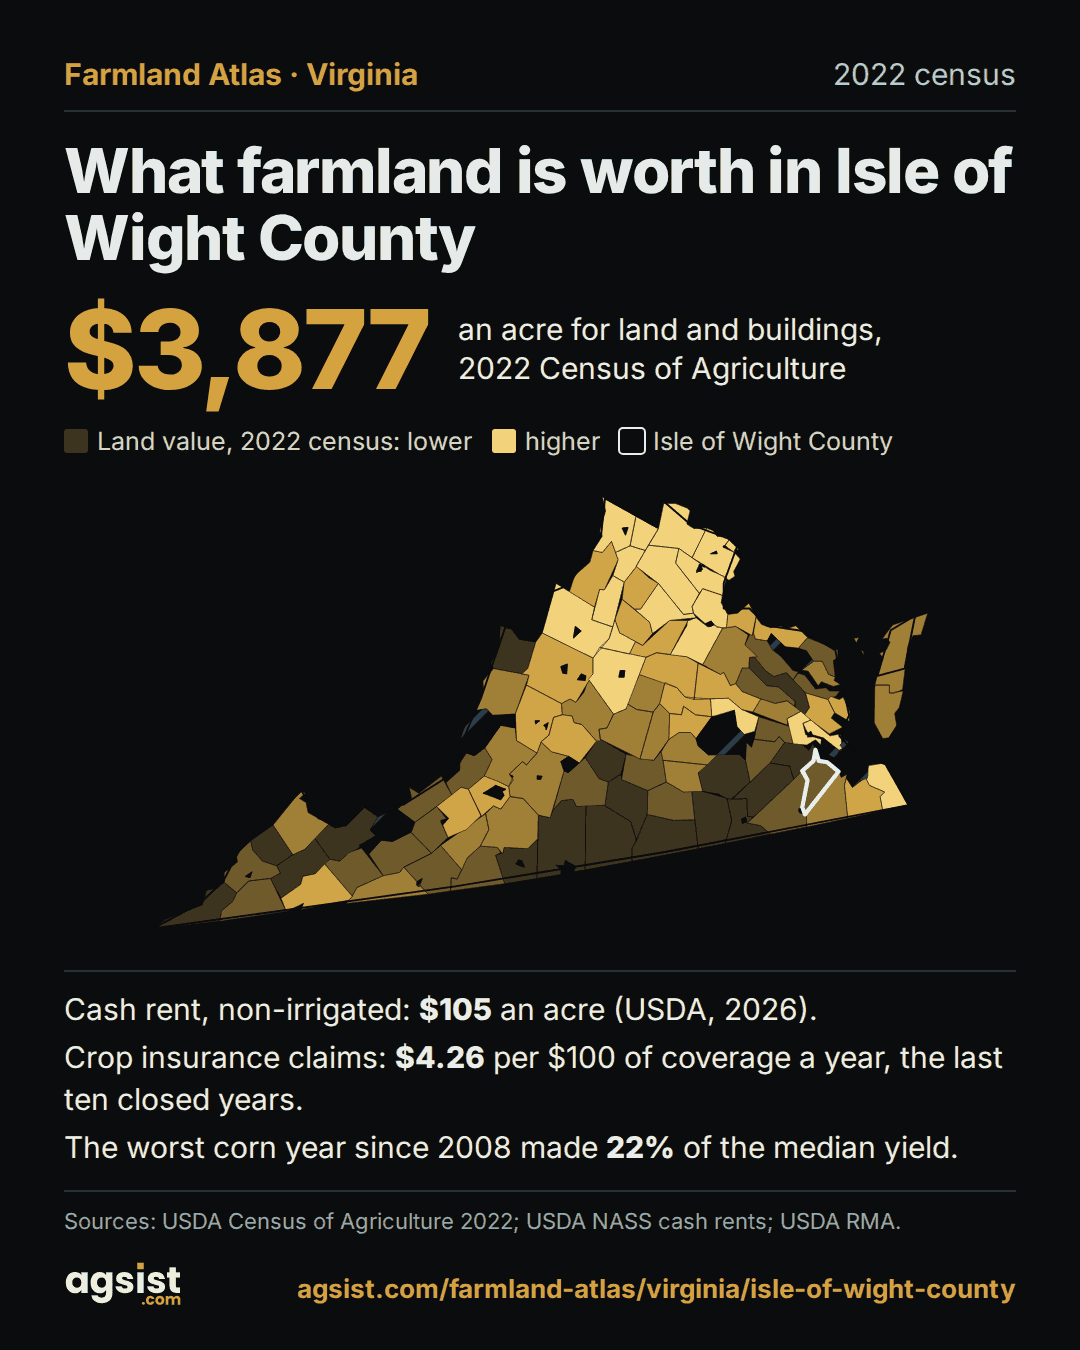 Farmland Atlas · Virginia
2022 census
What farmland is worth in Isle of
Wight County
$3,877
an acre for land and buildings,
2022 Census of Agriculture
Land value, 2022 census: lower
higher
Isle of Wight County
Cash rent, non-irrigated: $105 an acre (USDA, 2026).
Crop insurance claims: $4.26 per $100 of coverage a year, the last
ten closed years.
The worst corn year since 2008 made 22% of the median yield.
Sources: USDA Census of Agriculture 2022; USDA NASS cash rents; USDA RMA.
agsist
.com
agsist.com/farmland-atlas/virginia/isle-of-wight-county